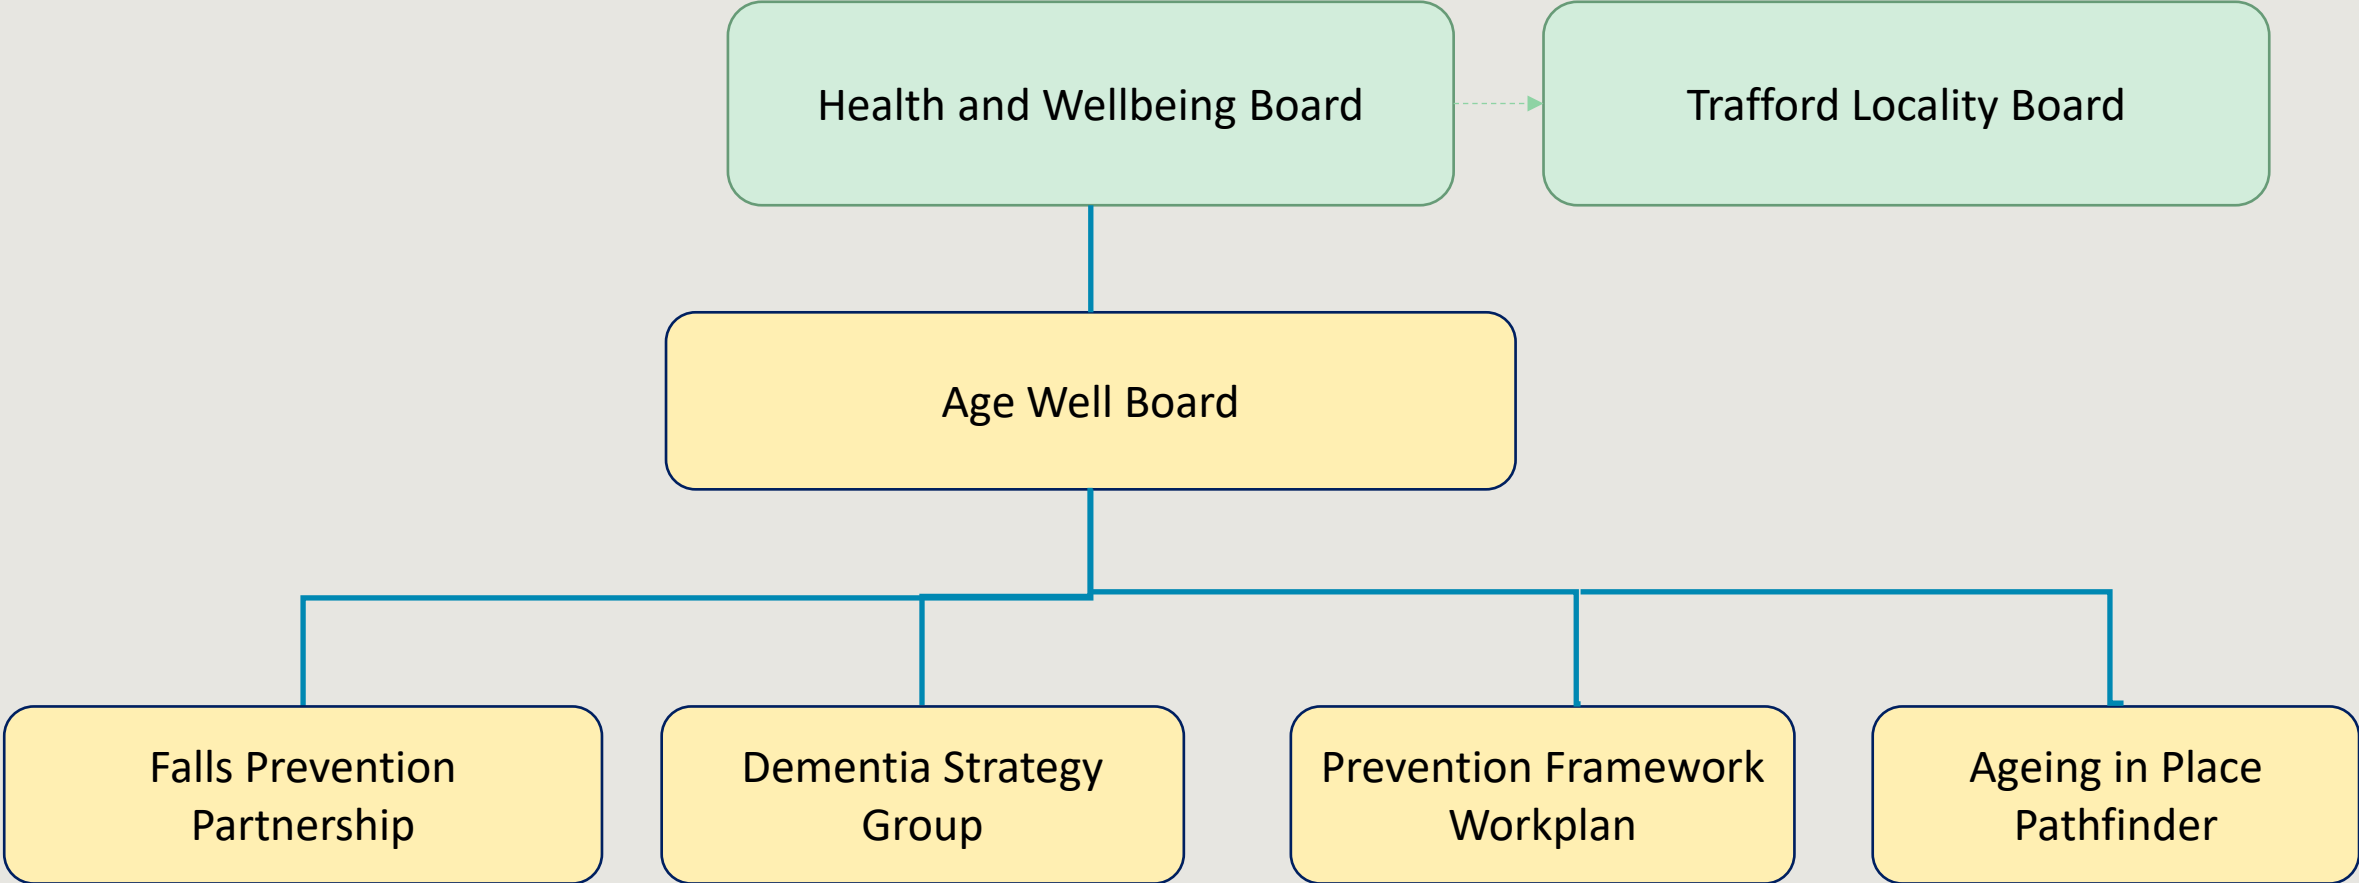 Health and Wellbeing Board
Trafford Locality Board
Age Well Board
Falls Prevention
Partnership
Dementia Strategy
Group
Prevention Framework
Workplan
Ageing in Place
Pathfinder